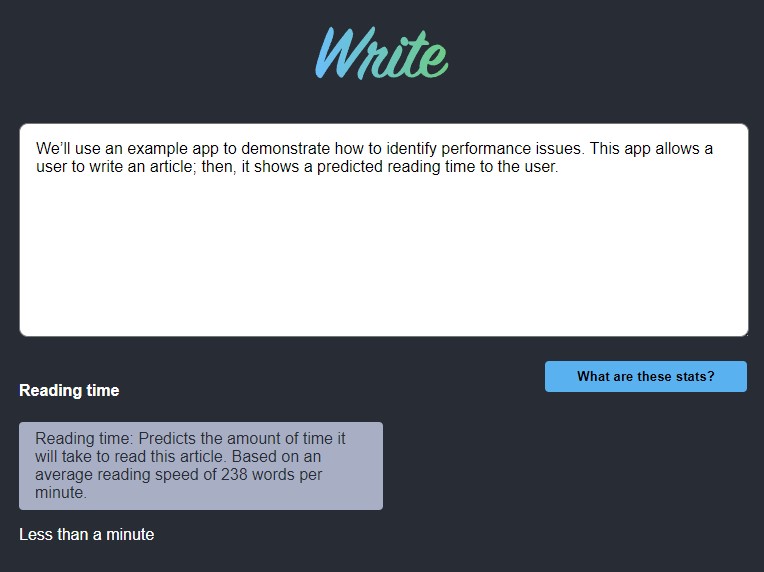 Write
We’ll use an example app to demonstrate how to identify performance issues. This app allows a
user to write an article; then, it shows a predicted reading time to the user.
What are these stats?
Reading time
Reading time: Predicts the amount of time it
will take to read this article. Based on an
average reading speed of 238 words per
minute.
Less than a minute